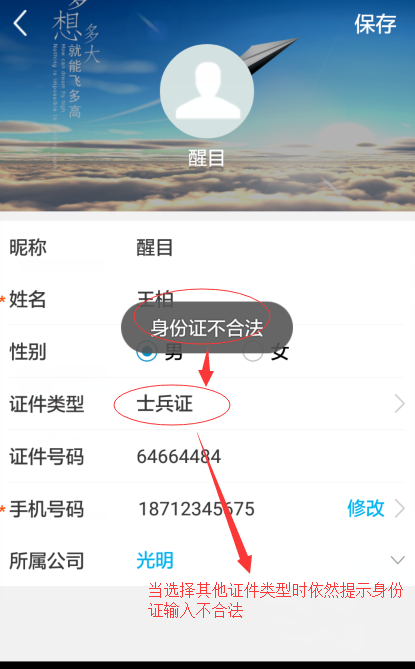 保存
想
多大
就能飞多高
醒目
昵称 醒目
*姓名 王柏
身份证不合法
性别 男 女
证件类型 士兵证
证件号码 64664484
*手机号码 18712345675 修改
所属公司 光明
当选择其他证件类型时依然提示身份
证输入不合法